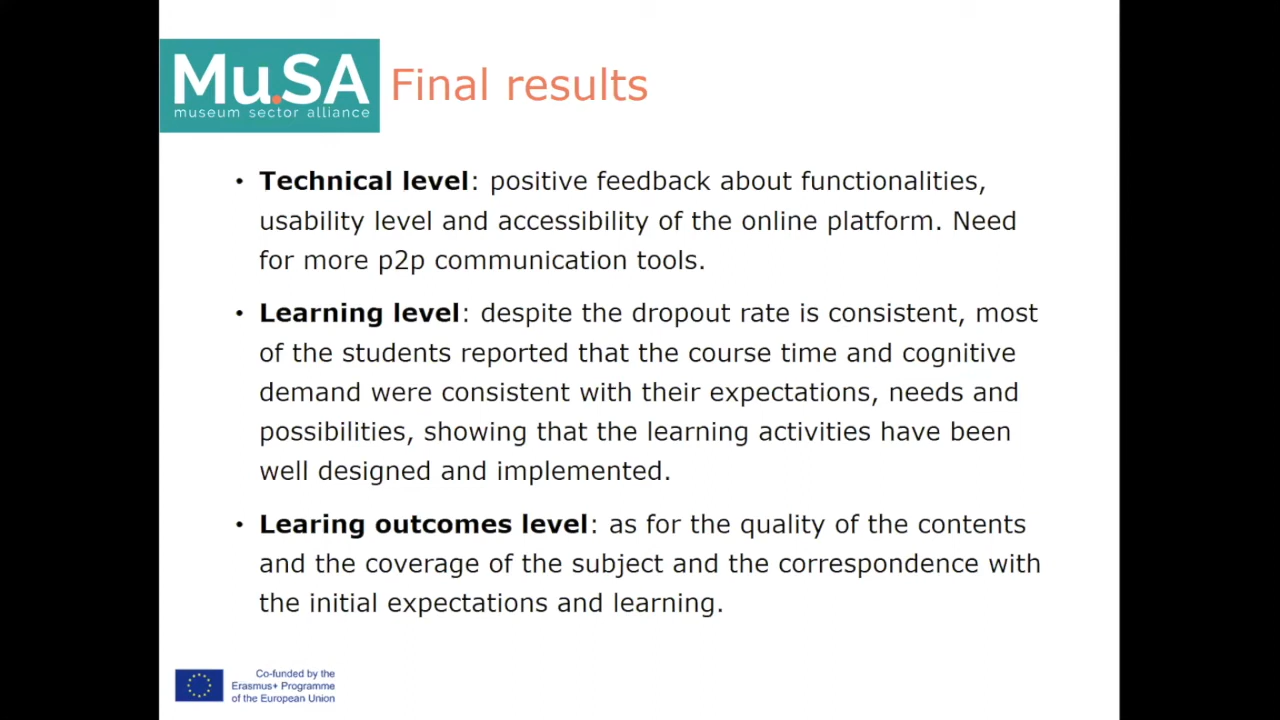 Mu.SA
museum sector alliance
Final results
• Technical level: positive feedback about functionalities,
usability level and accessibility of the online platform. Need
for more p2p communication tools.
• Learning level: despite the dropout rate is consistent, most
of the students reported that the course time and cognitive
demand were consistent with their expectations, needs and
possibilities, showing that the learning activities have been
well designed and implemented.
• Learing outcomes level: as for the quality of the contents
and the coverage of the subject and the correspondence with
the initial expectations and learning.
Co-funded by the
Erasmus+ Programme
of the European Union